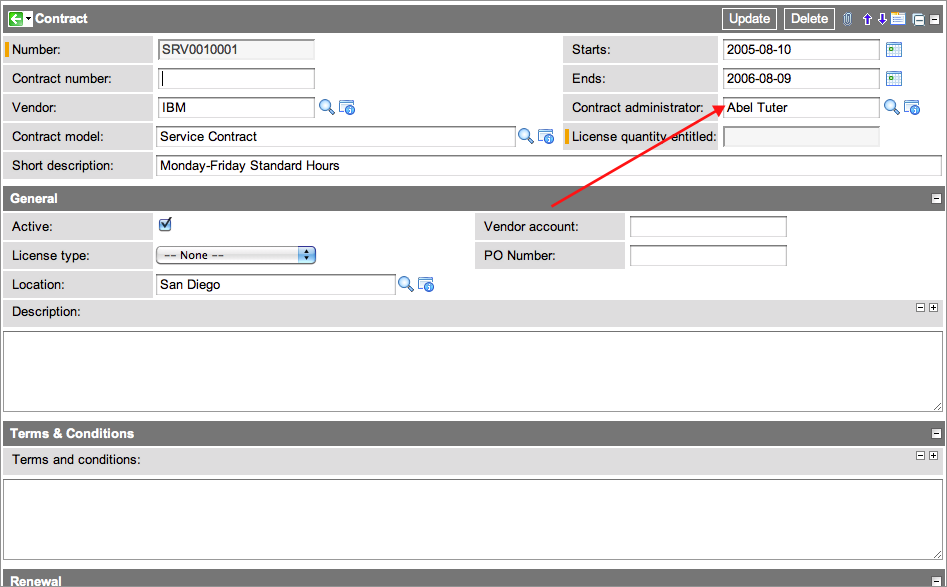 Contract Update Delete
Number: SRV0010001 Starts: 2005-08-10
Contract number: Ends: 2006-08-09
Vendor: IBM Contract administrator: Abel Tuter
Contract model: Service Contract License quantity entitled:
Short description: Monday-Friday Standard Hours
General
Active: Vendor account:
License type: -- None -- PO Number:
Location: San Diego
Description:
Terms & Conditions
Terms and conditions:
Renewal